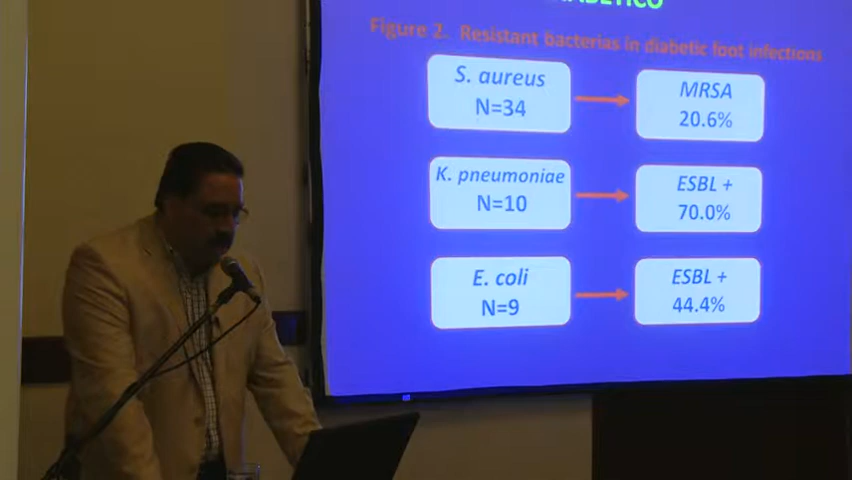 Figure 2. Resistant bacterias in diabetic foot infections
S. aureus
N=34
MRSA
20.6%
K. pneumoniae
N=10
ESBL +
70.0%
E. coli
N=9
ESBL +
44.4%